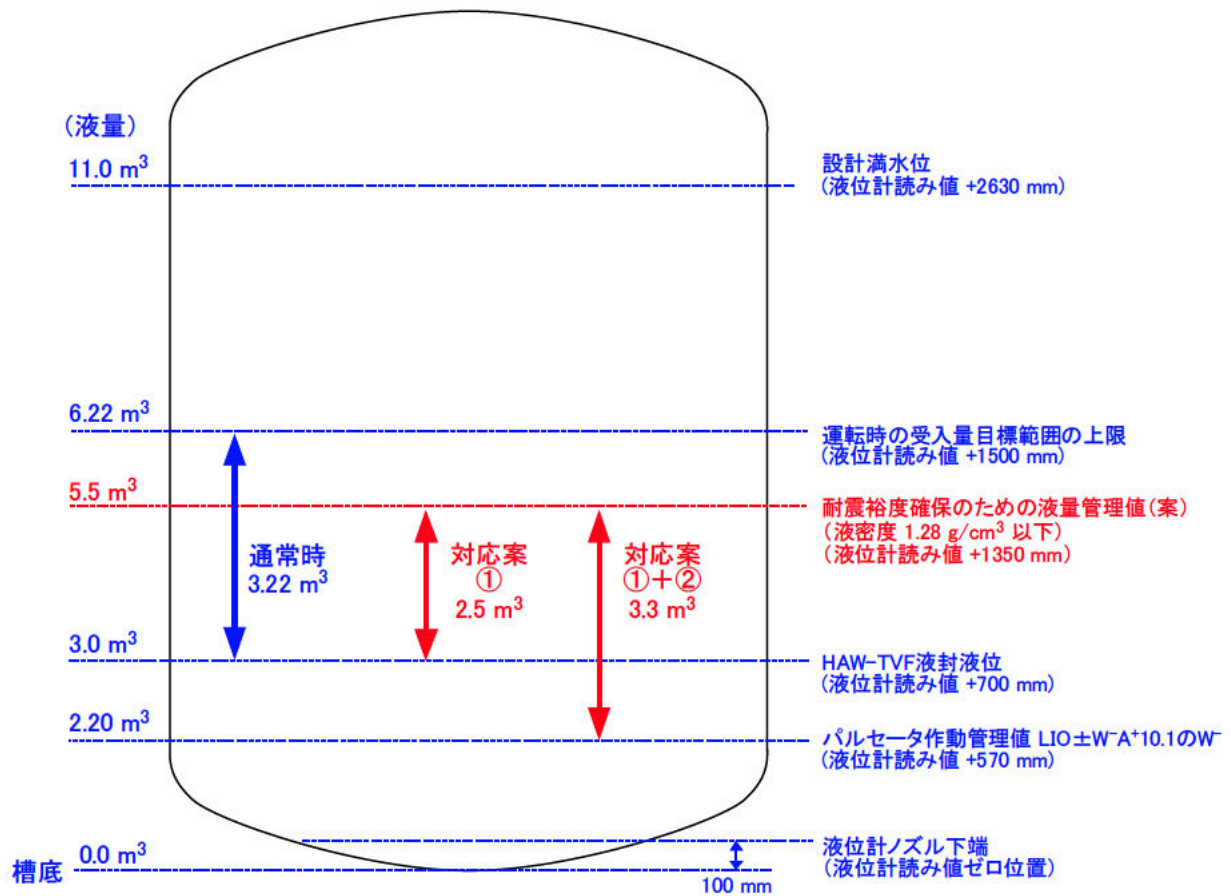 (液量)
11.0 m³
設計満水位
(液位計読み値 +2630 mm)
6.22 m³
運転時の受入量目標範囲の上限
(液位計読み値 +1500 mm)
5.5 m³
耐震裕度確保のための液量管理値(案)
(液密度 1.28 g/cm³ 以下)
(液位計読み値 +1350 mm)
通常時
3.22 m³
対応案
①
2.5 m³
対応案
①+②
3.3 m³
3.0 m³
HAW-TVF液封液位
(液位計読み値 +700 mm)
2.20 m³
パルセータ作動管理値 LIO±W⁻A⁺10.1のW⁻
(液位計読み値 +570 mm)
槽底
0.0 m³
液位計ノズル下端
(液位計読み値ゼロ位置)
100 mm